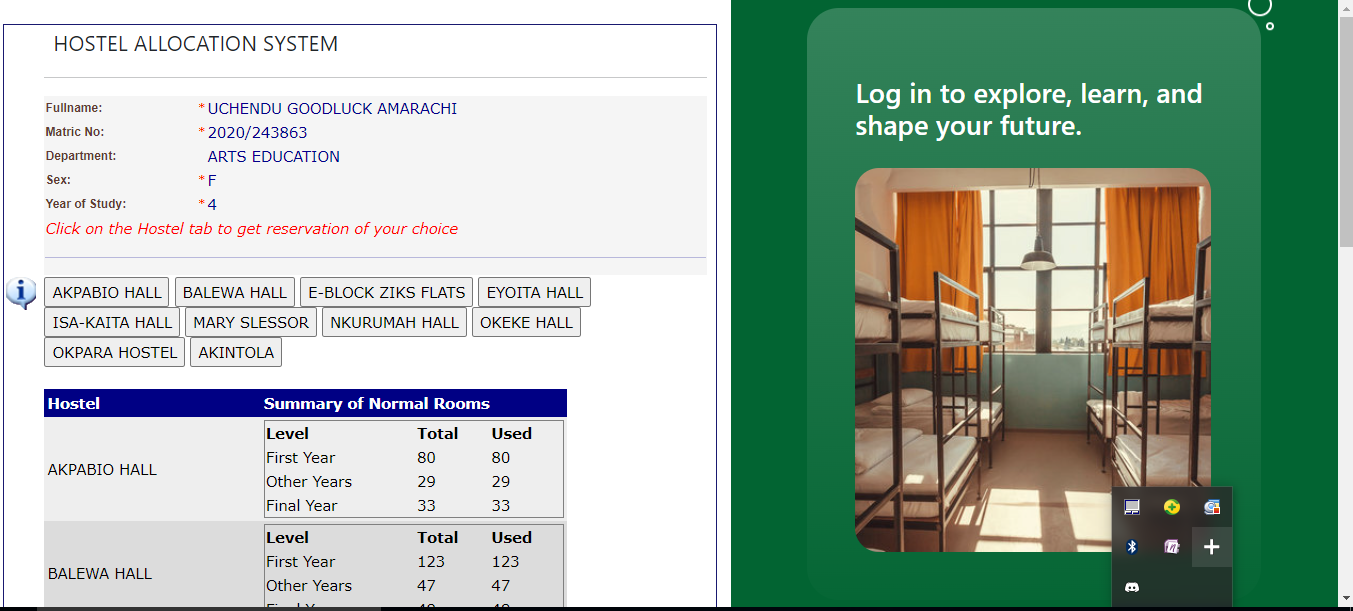 HOSTEL ALLOCATION SYSTEM
Fullname: *UCHENDU GOODLUCK AMARACHI
Matric No: *2020/243863
Department: ARTS EDUCATION
Sex: *F
Year of Study: *4
Click on the Hostel tab to get reservation of your choice
AKPABIO HALL BALEWA HALL E-BLOCK ZIKS FLATS EYOITA HALL
ISA-KAITA HALL MARY SLESSOR NKURUMAH HALL OKEKE HALL
OKPARA HOSTEL AKINTOLA
Hostel Summary of Normal Rooms
AKPABIO HALL
Level Total Used
First Year 80 80
Other Years 29 29
Final Year 33 33
BALEWA HALL
Level Total Used
First Year 123 123
Other Years 47 47
Log in to explore, learn, and
shape your future.